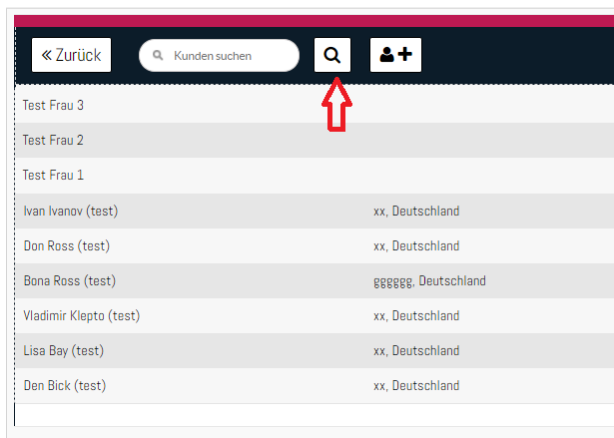 « Zurück
Kunden suchen
Test Frau 3
Test Frau 2
Test Frau 1
Ivan Ivanov (test) xx, Deutschland
Don Ross (test) xx, Deutschland
Bona Ross (test) gggggg, Deutschland
Vladimir Klepto (test) xx, Deutschland
Lisa Bay (test) xx, Deutschland
Den Bick (test) xx, Deutschland